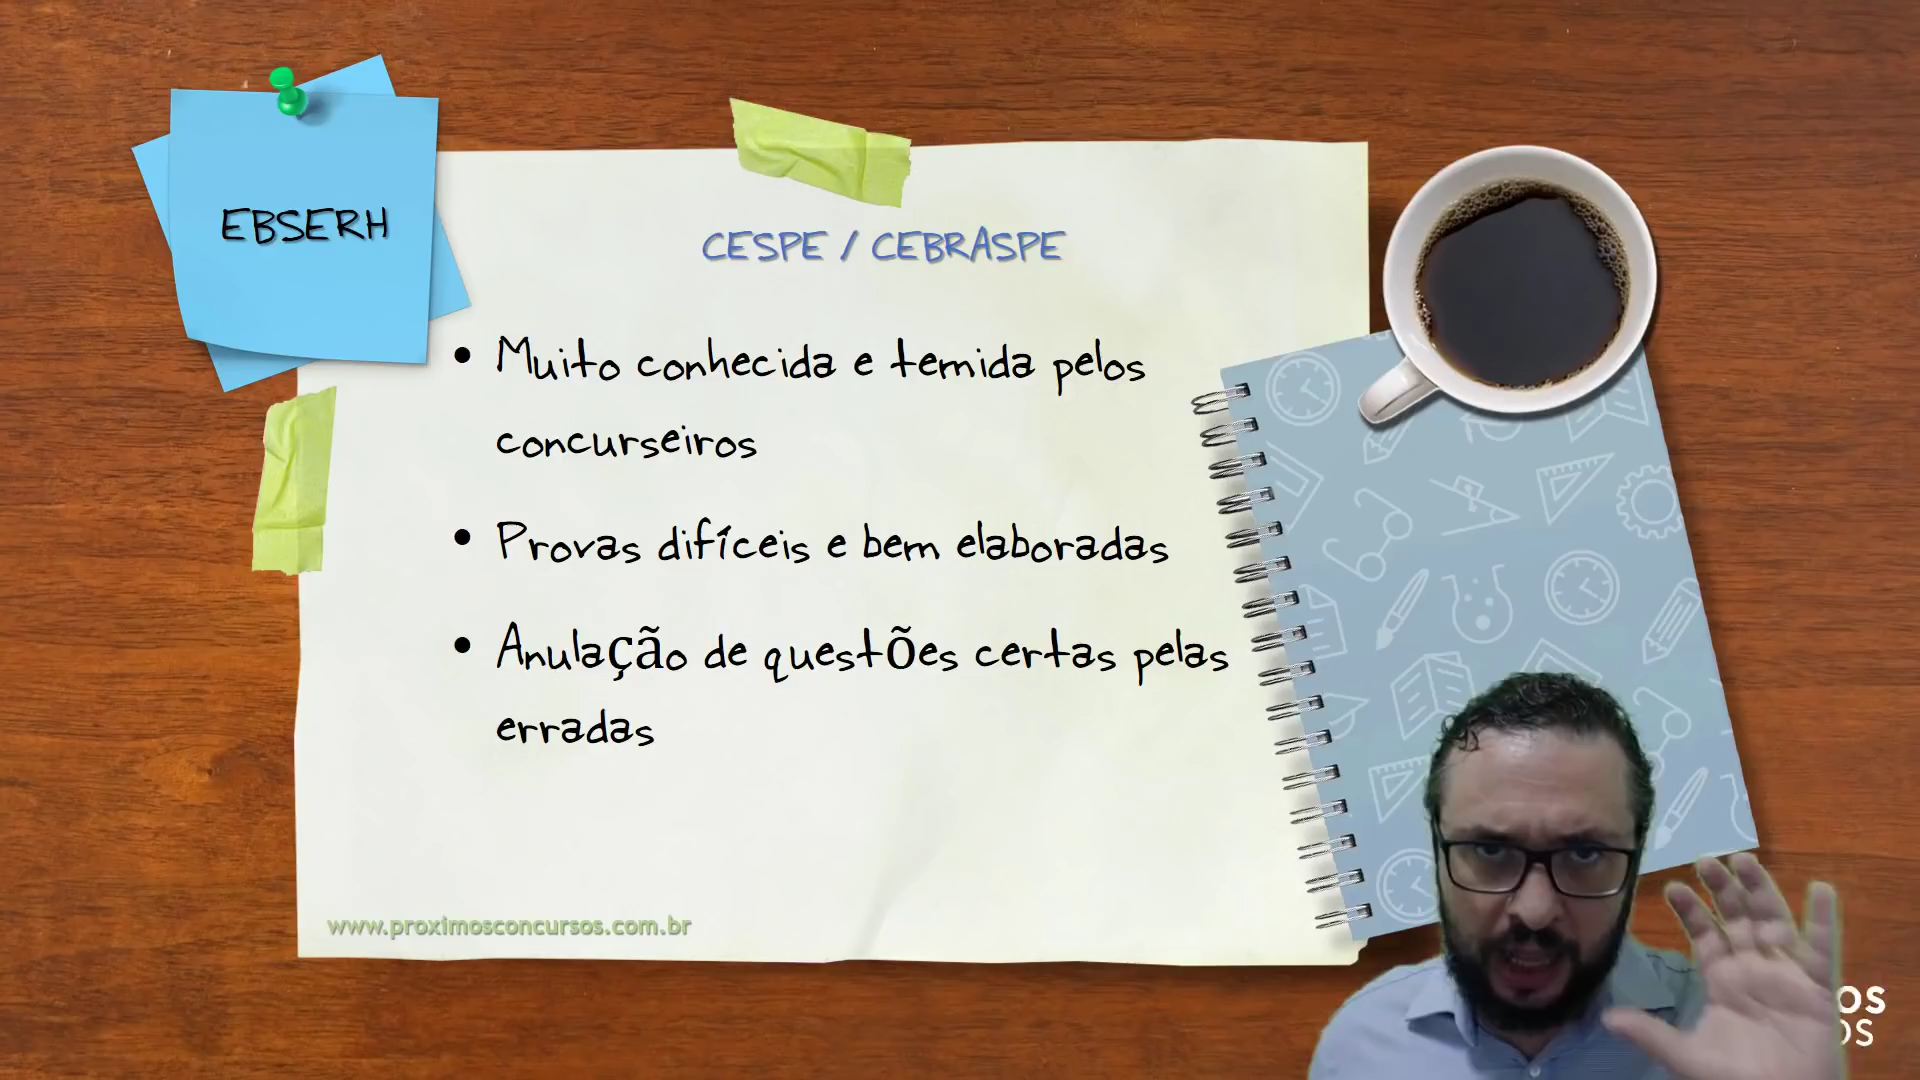 EBSERH
CESPE / CEBRASPE
• Muito conhecida e temida pelos
concurseiros
• Provas difíceis e bem elaboradas
• Anulação de questões certas pelas
erradas
www.proximosconcursos.com.br